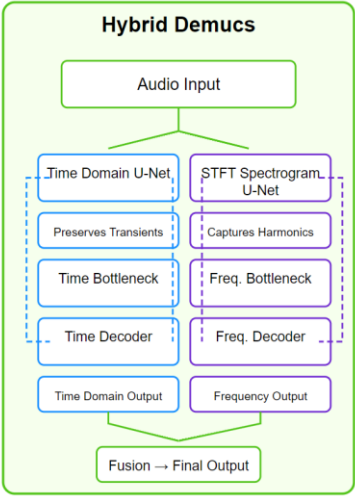 Hybrid Demucs
Audio Input
Time Domain U-Net
STFT Spectrogram
U-Net
Preserves Transients
Captures Harmonics
Time Bottleneck
Freq. Bottleneck
Time Decoder
Freq. Decoder
Time Domain Output
Frequency Output
Fusion → Final Output